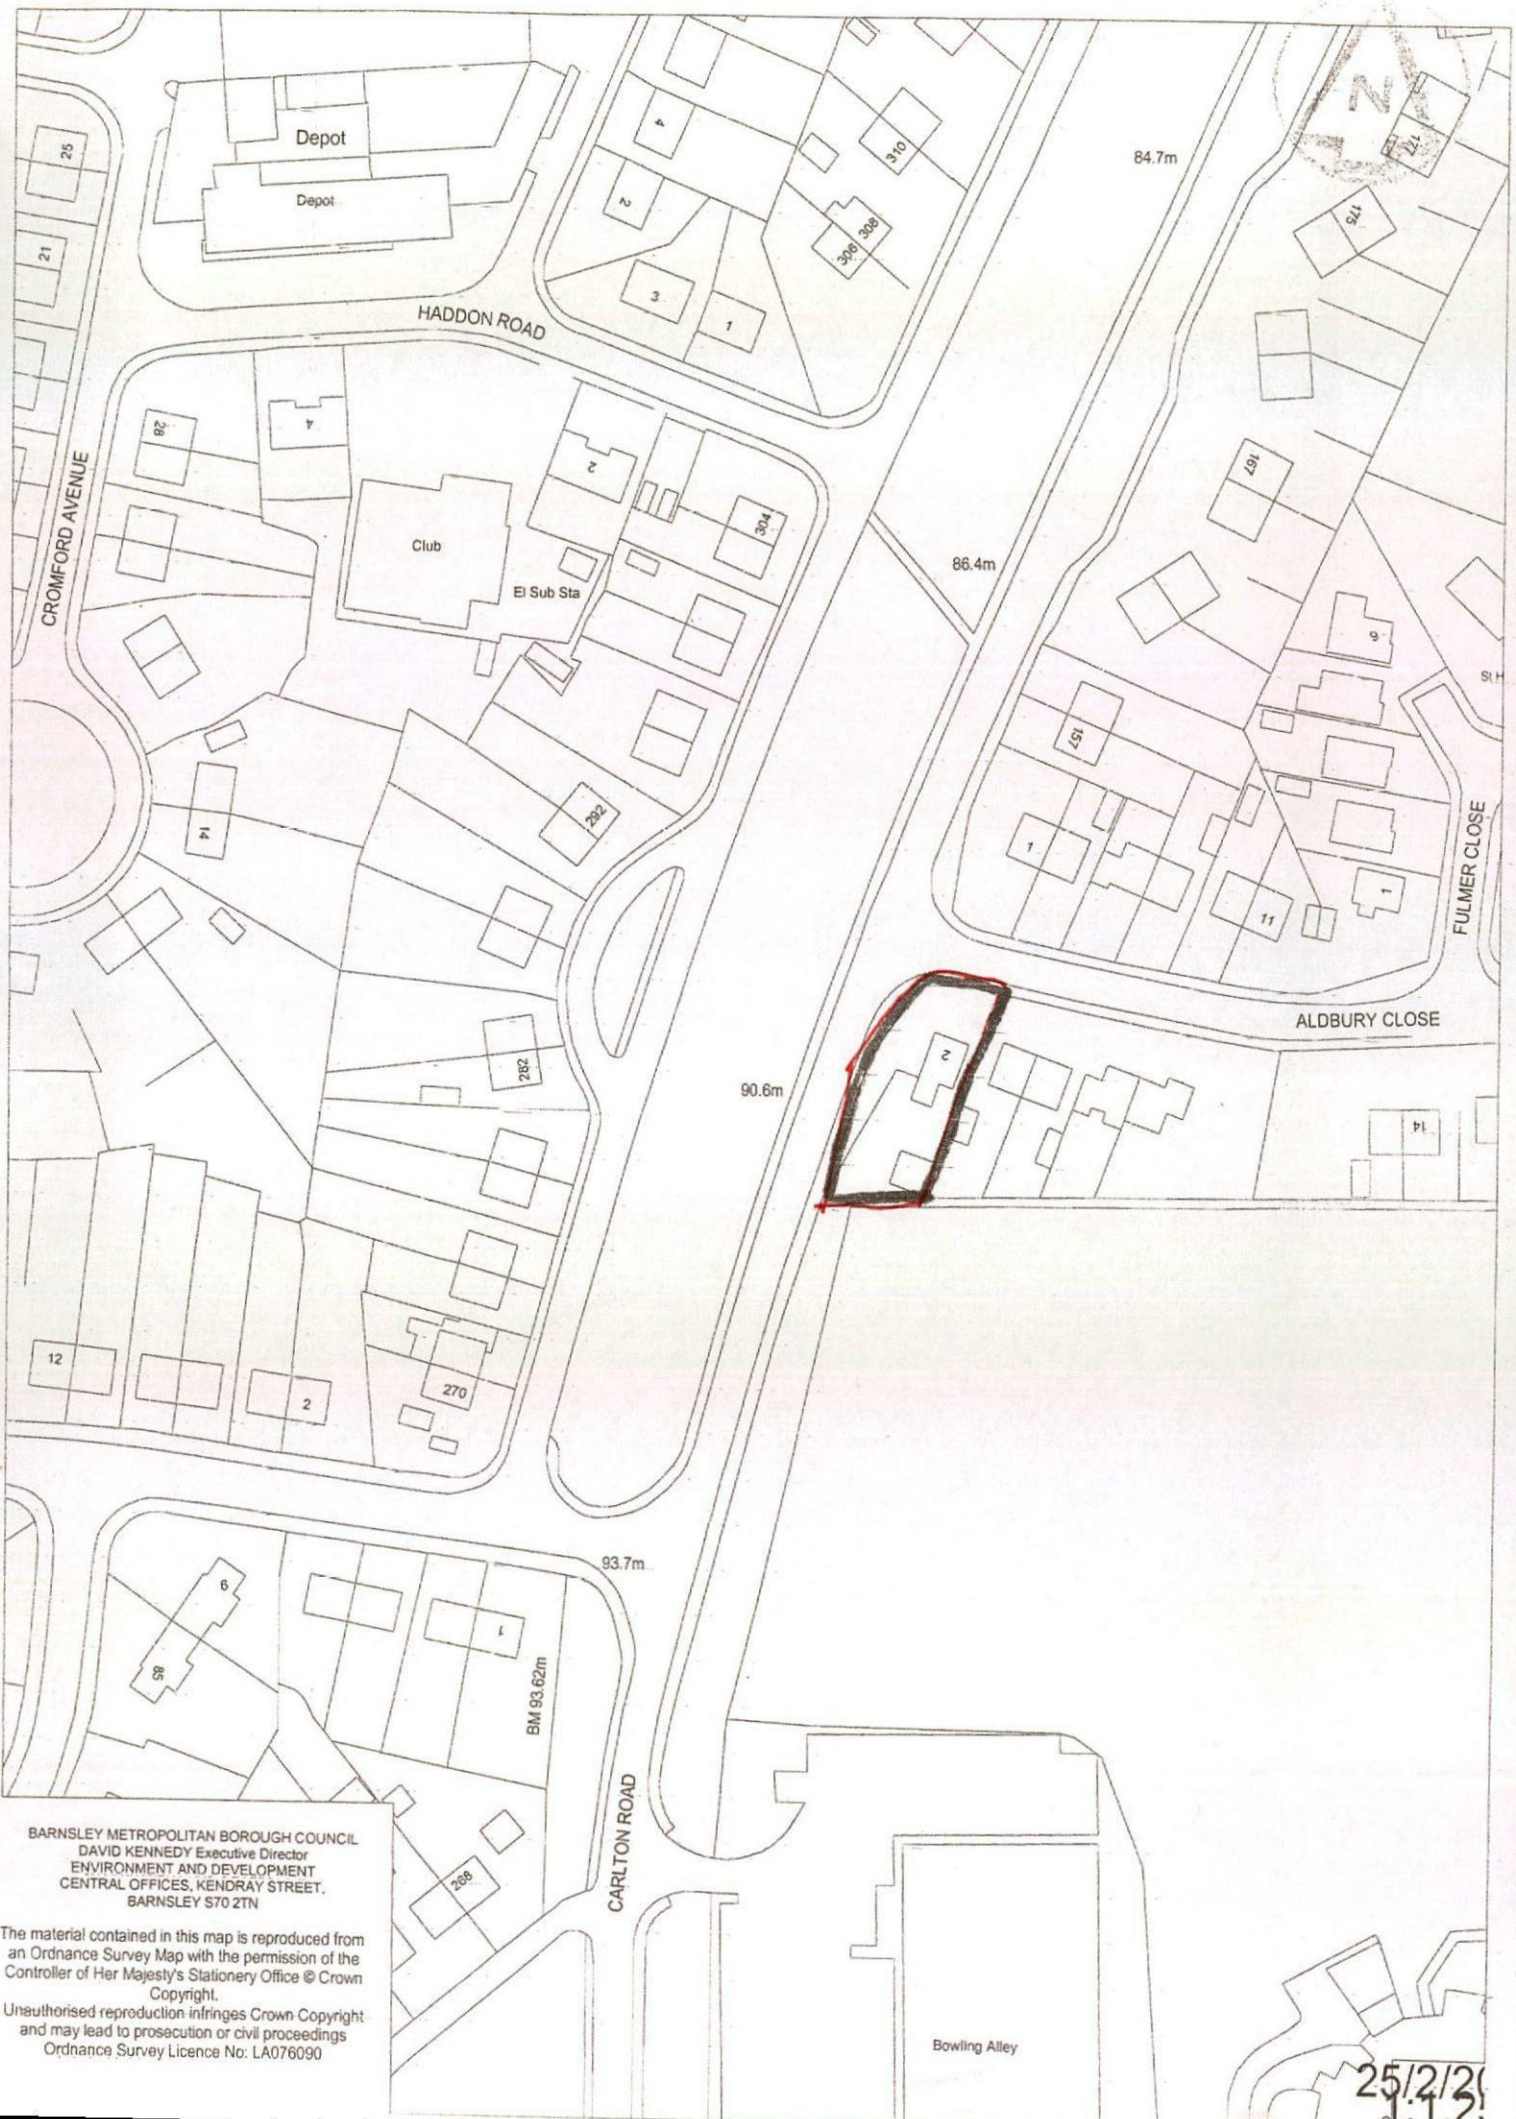 N
25
Depot
4
310
84.7m
177
Depot
2
306
308
175
21
3
1
HADDON ROAD
28
4
2
304
167
CROMFORD AVENUE
Club
El Sub Sta
86.4m
9
St H
157
14
292
1
FULMER CLOSE
1
11
ALDBURY CLOSE
282
2
90.6m
14
12
2
270
93.7m
6
1
85
BM 93.62m
CARLTON ROAD
268
BARNSLEY METROPOLITAN BOROUGH COUNCIL
DAVID KENNEDY Executive Director
ENVIRONMENT AND DEVELOPMENT
CENTRAL OFFICES, KENDRAY STREET,
BARNSLEY S70 2TN
The material contained in this map is reproduced from
an Ordnance Survey Map with the permission of the
Controller of Her Majesty's Stationery Office © Crown
Copyright.
Unauthorised reproduction infringes Crown Copyright
and may lead to prosecution or civil proceedings
Ordnance Survey Licence No: LA076090
Bowling Alley
25/2/2